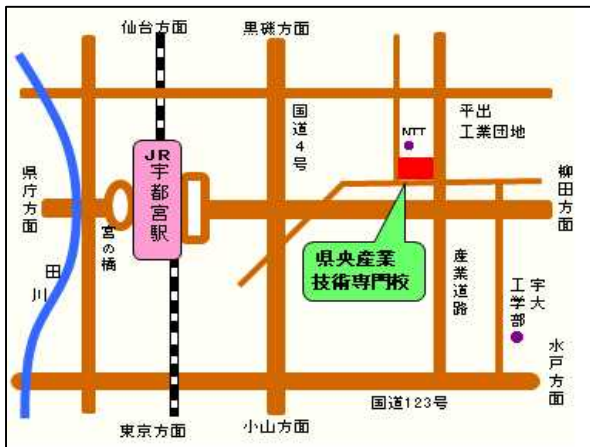 仙台方面
黒磯方面
国道4号
平出
工業団地
NTT
JR
宇都宮駅
県庁方面
柳田方面
宮の橋
田川
県央産業
技術専門校
産業道路
宇大
工学部
水戸方面
国道123号
東京方面
小山方面